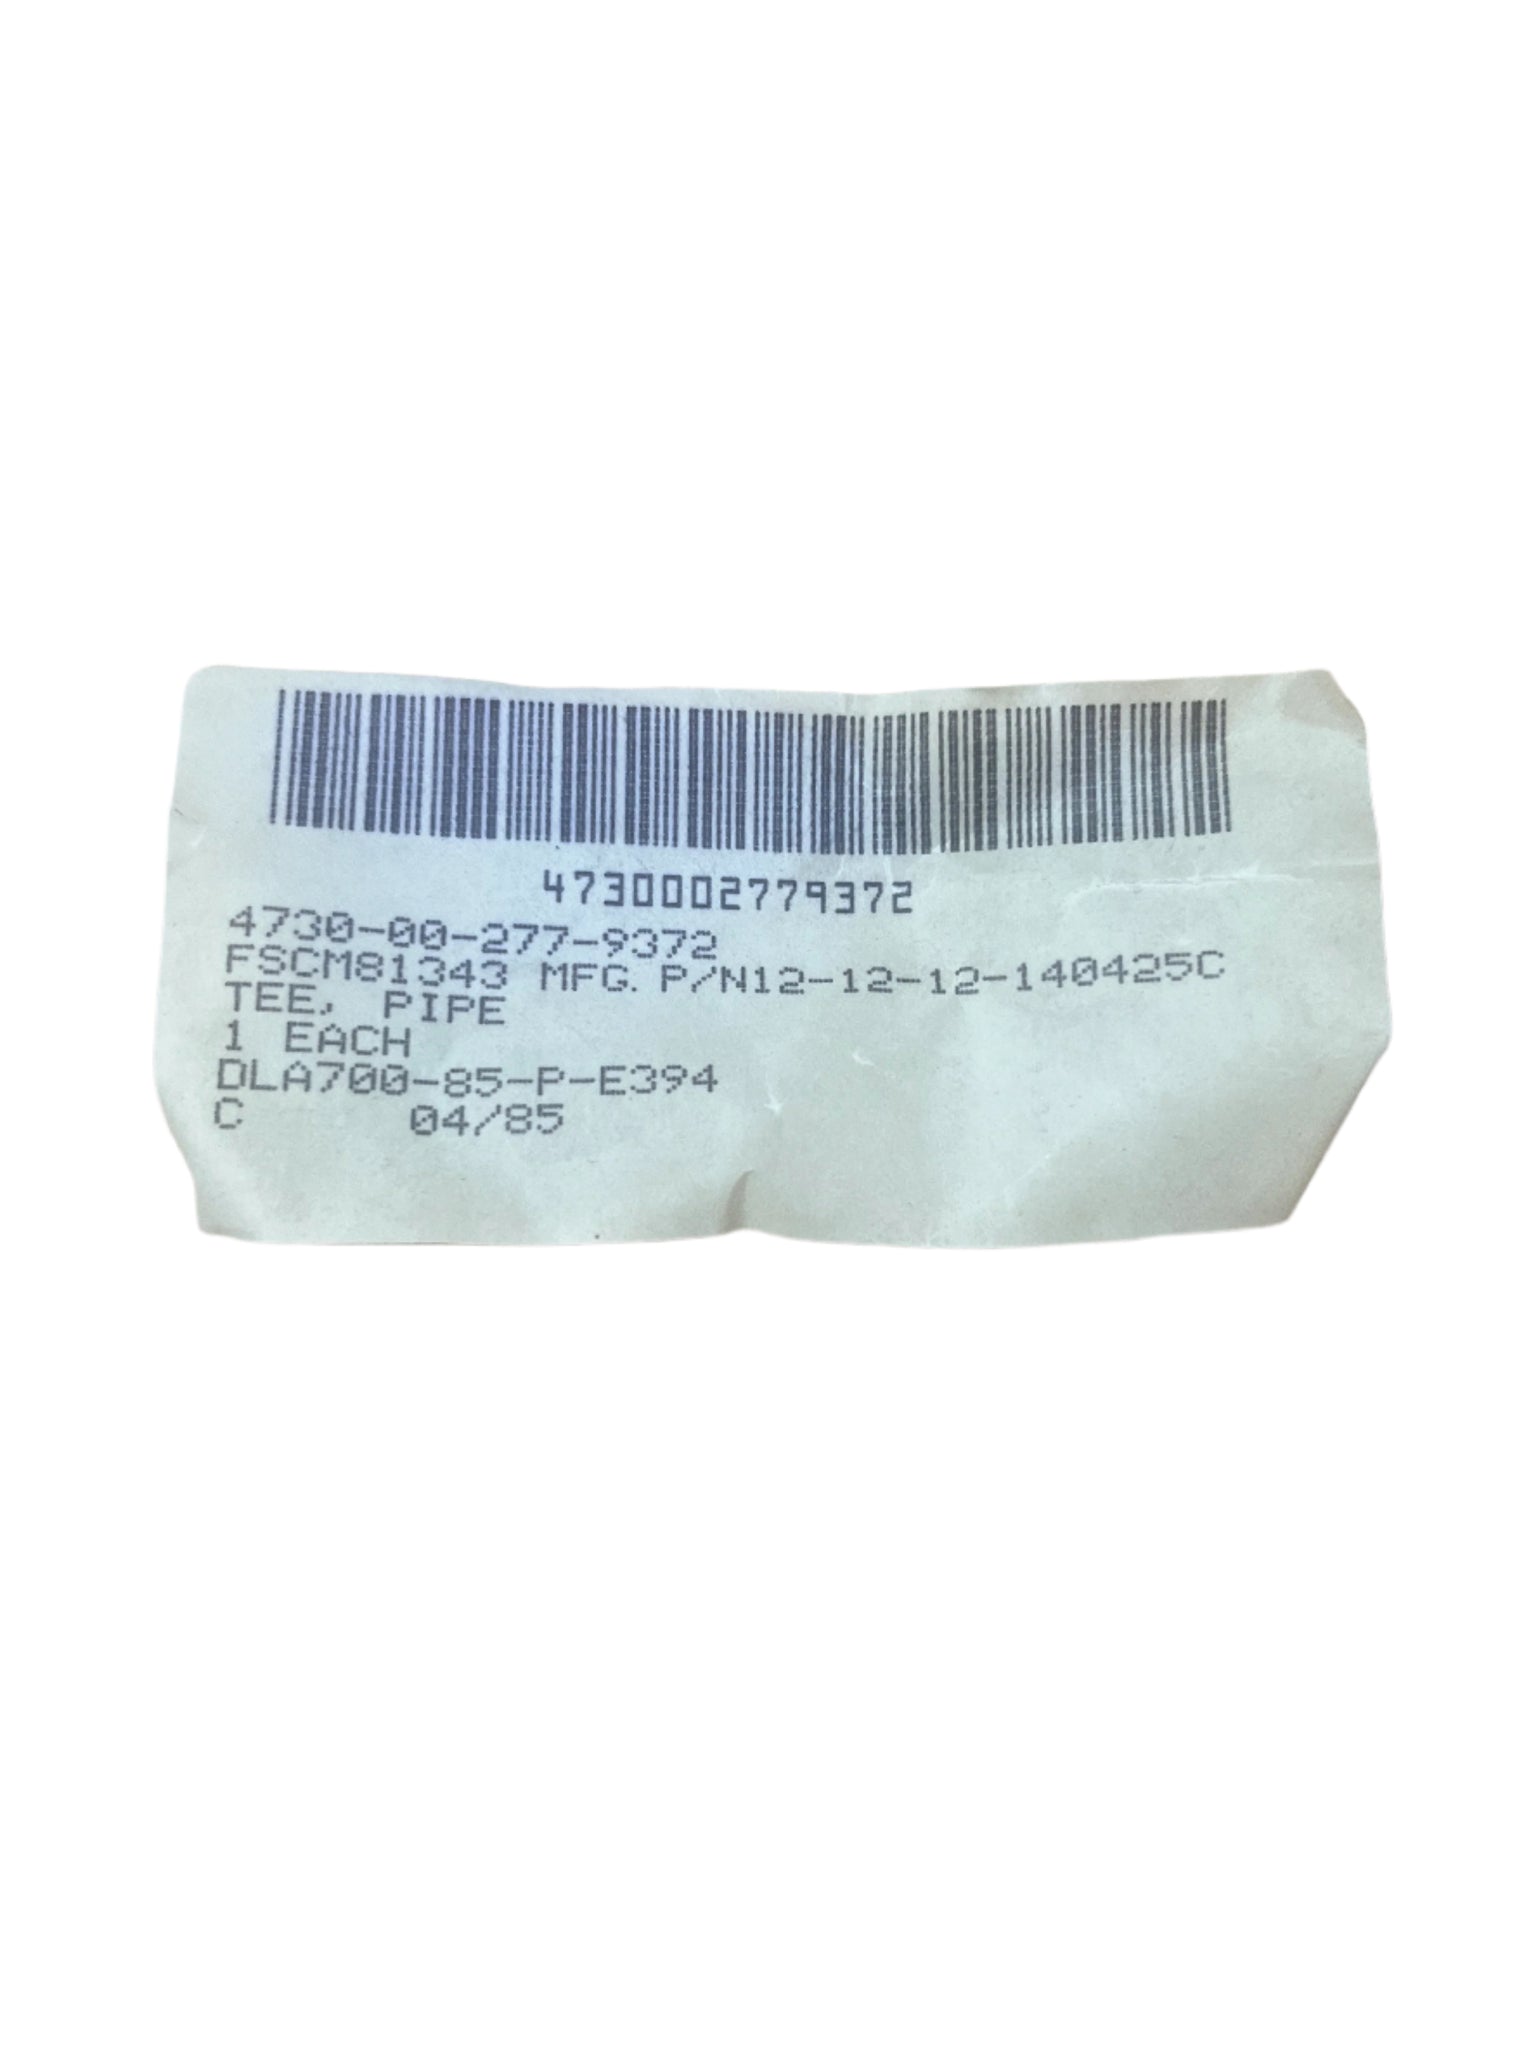 4730002779372
4730-00-277-9372
FSCM81343 MFG. P/N12-12-12-140425C
TEE, PIPE
1 EACH
DLA700-85-P-E394
C 04/85